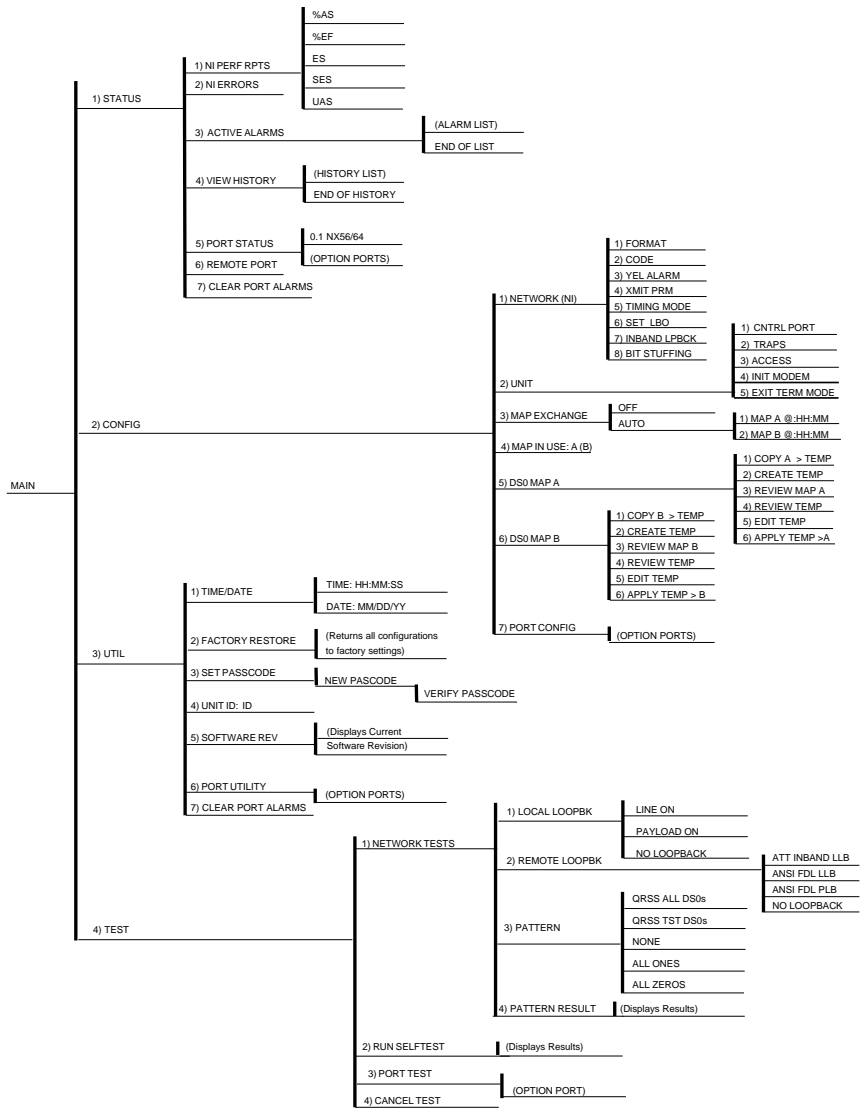 MAIN
1) STATUS
1) NI PERF RPTS
%AS
%EF
ES
SES
UAS
2) NI ERRORS
3) ACTIVE ALARMS
(ALARM LIST)
END OF LIST
4) VIEW HISTORY
(HISTORY LIST)
END OF HISTORY
5) PORT STATUS
0.1 NX56/64
(OPTION PORTS)
6) REMOTE PORT
7) CLEAR PORT ALARMS
2) CONFIG
1) NETWORK (NI)
1) FORMAT
2) CODE
3) YEL ALARM
4) XMIT PRM
5) TIMING MODE
6) SET LBO
7) INBAND LPBCK
8) BIT STUFFING
2) UNIT
1) CNTRL PORT
2) TRAPS
3) ACCESS
4) INIT MODEM
5) EXIT TERM MODE
3) MAP EXCHANGE
OFF
AUTO
1) MAP A @:HH:MM
2) MAP B @:HH:MM
4) MAP IN USE: A (B)
5) DS0 MAP A
1) COPY A > TEMP
2) CREATE TEMP
3) REVIEW MAP A
4) REVIEW TEMP
5) EDIT TEMP
6) APPLY TEMP >A
6) DS0 MAP B
1) COPY B > TEMP
2) CREATE TEMP
3) REVIEW MAP B
4) REVIEW TEMP
5) EDIT TEMP
6) APPLY TEMP > B
7) PORT CONFIG
(OPTION PORTS)
3) UTIL
1) TIME/DATE
TIME: HH:MM:SS
DATE: MM/DD/YY
2) FACTORY RESTORE
(Returns all configurations
to factory settings)
3) SET PASSCODE
NEW PASCODE
VERIFY PASSCODE
4) UNIT ID: ID
5) SOFTWARE REV
(Displays Current
Software Revision)
6) PORT UTILITY
(OPTION PORTS)
7) CLEAR PORT ALARMS
4) TEST
1) NETWORK TESTS
1) LOCAL LOOPBK
LINE ON
PAYLOAD ON
NO LOOPBACK
2) REMOTE LOOPBK
ATT INBAND LLB
ANSI FDL LLB
ANSI FDL PLB
NO LOOPBACK
3) PATTERN
QRSS ALL DS0s
QRSS TST DS0s
NONE
ALL ONES
ALL ZEROS
4) PATTERN RESULT
(Displays Results)
2) RUN SELFTEST
(Displays Results)
3) PORT TEST
(OPTION PORT)
4) CANCEL TEST